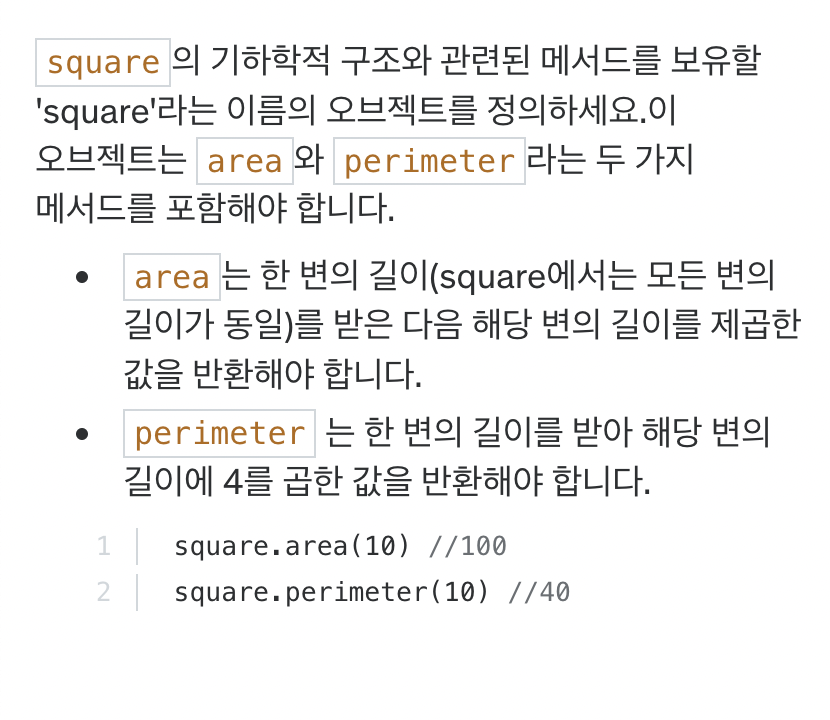 square의 기하학적 구조와 관련된 메서드를 보유할
'square'라는 이름의 오브젝트를 정의하세요.이
오브젝트는 area와 perimeter라는 두 가지
메서드를 포함해야 합니다.
• area는 한 변의 길이(square에서는 모든 변의
길이가 동일)를 받은 다음 해당 변의 길이를 제곱한
값을 반환해야 합니다.
• perimeter 는 한 변의 길이를 받아 해당 변의
길이에 4를 곱한 값을 반환해야 합니다.
1 square.area(10) //100
2 square.perimeter(10) //40